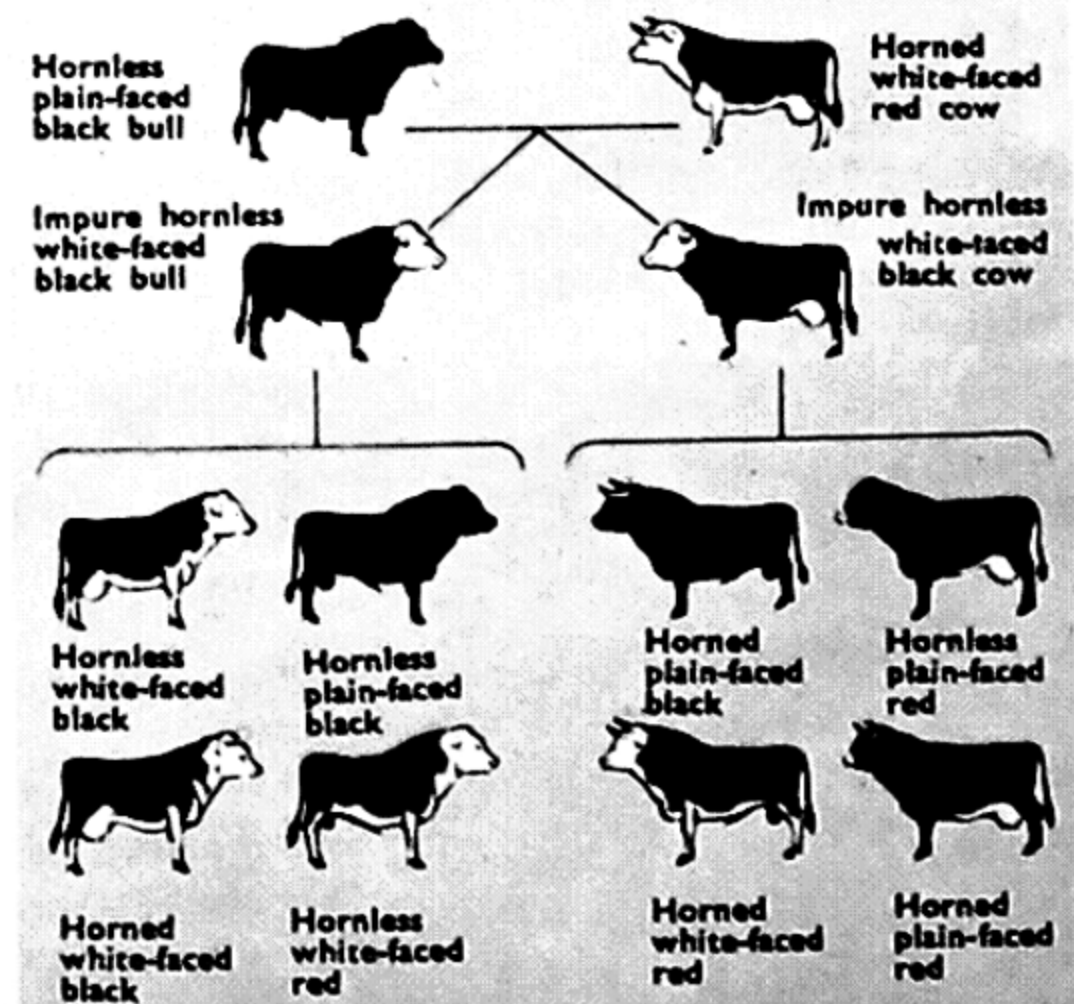 Hornless
plain-faced
black bull
Horned
white-faced
red cow
Impure hornless
white-faced
black bull
Impure hornless
white-faced
black cow
Hornless
white-faced
black
Hornless
plain-faced
black
Horned
plain-faced
black
Hornless
plain-faced
red
Horned
white-faced
black
Hornless
white-faced
red
Horned
white-faced
red
Horned
plain-faced
red